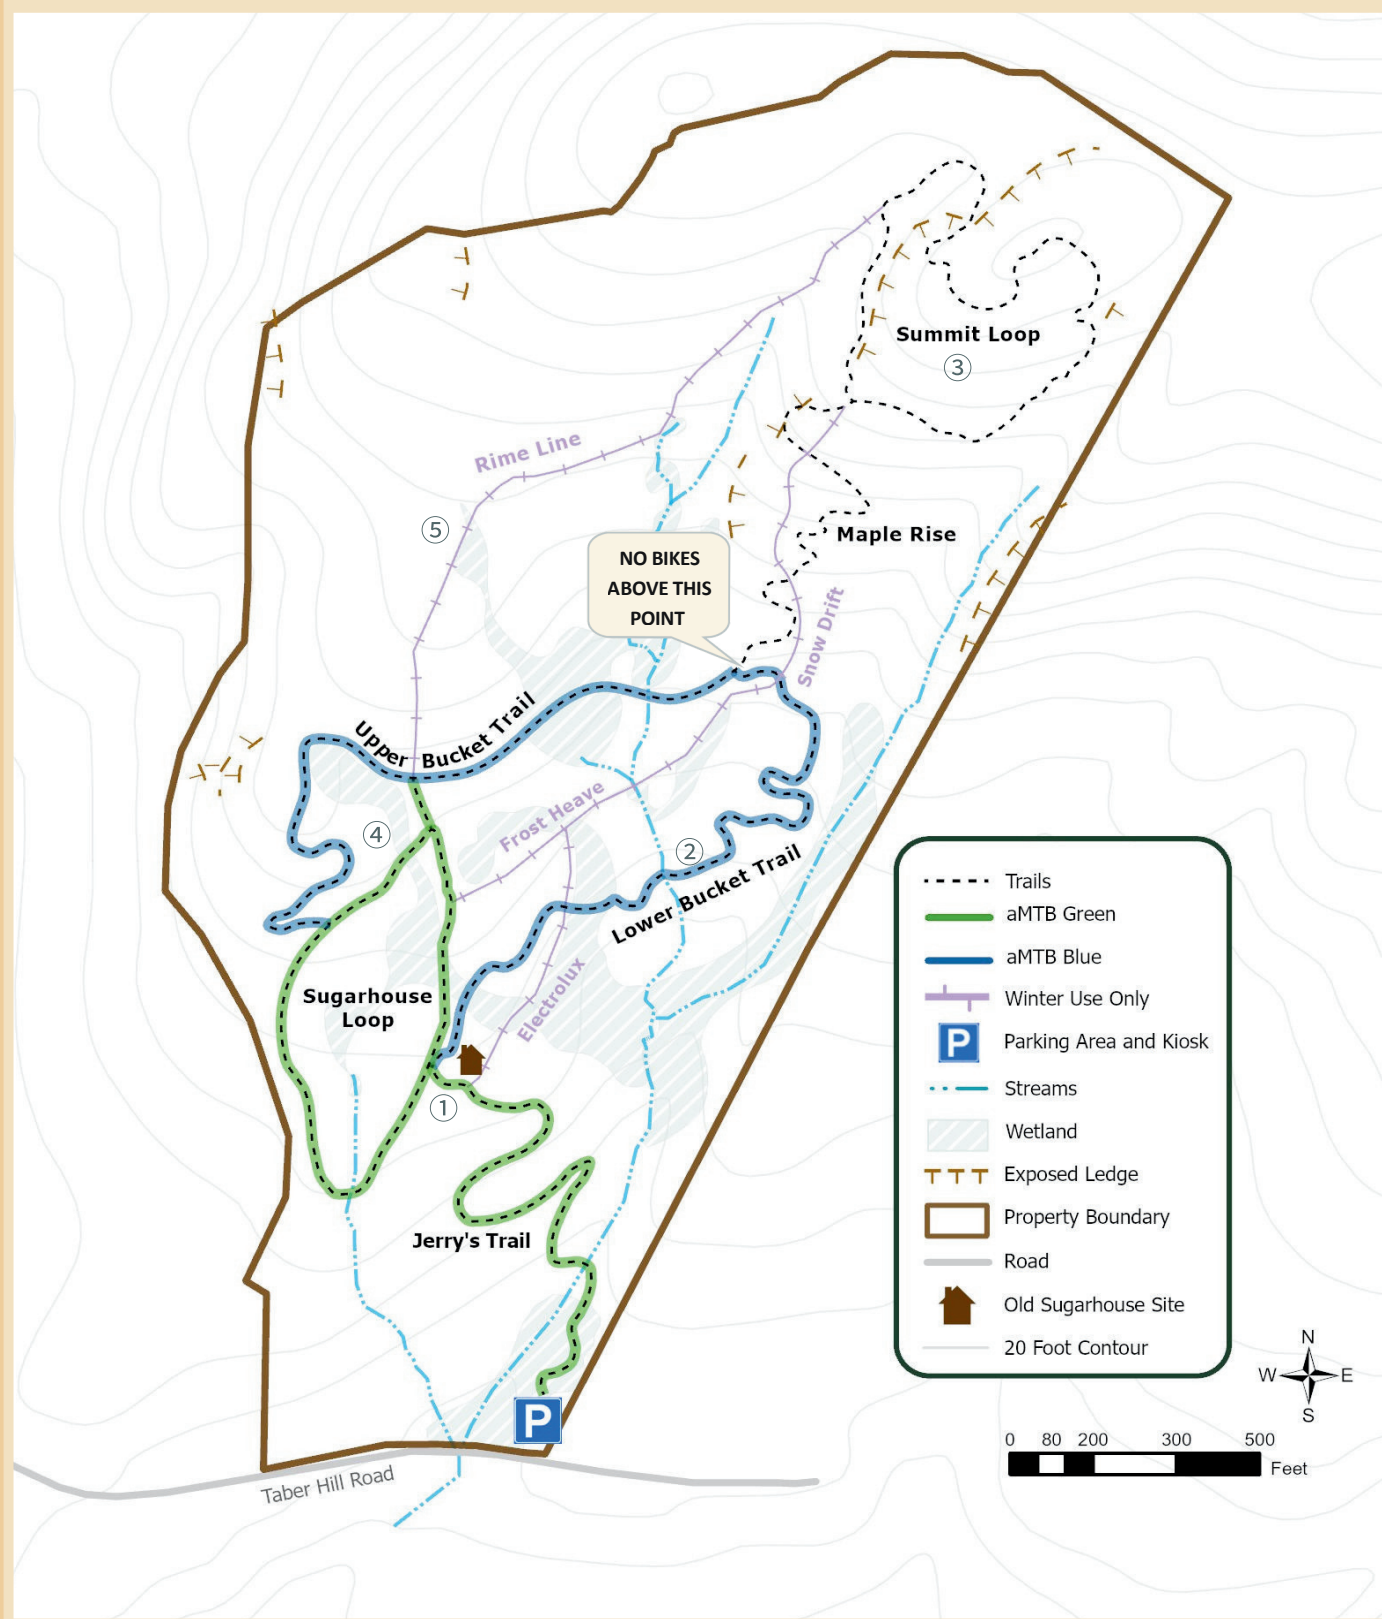 Summit Loop
③
Rime Line
⑤
Maple Rise
NO BIKES
ABOVE THIS
POINT
Snow Drift
Upper Bucket Trail
④
Frost Heave
②
Lower Bucket Trail
Sugarhouse
Loop
Electrolux
①
Jerry's Trail
P
Taber Hill Road
Trails
aMTB Green
aMTB Blue
Winter Use Only
P
Parking Area and Kiosk
Streams
Wetland
Exposed Ledge
Property Boundary
Road
Old Sugarhouse Site
20 Foot Contour
N
W E
S
0 80 200 300 500
Feet